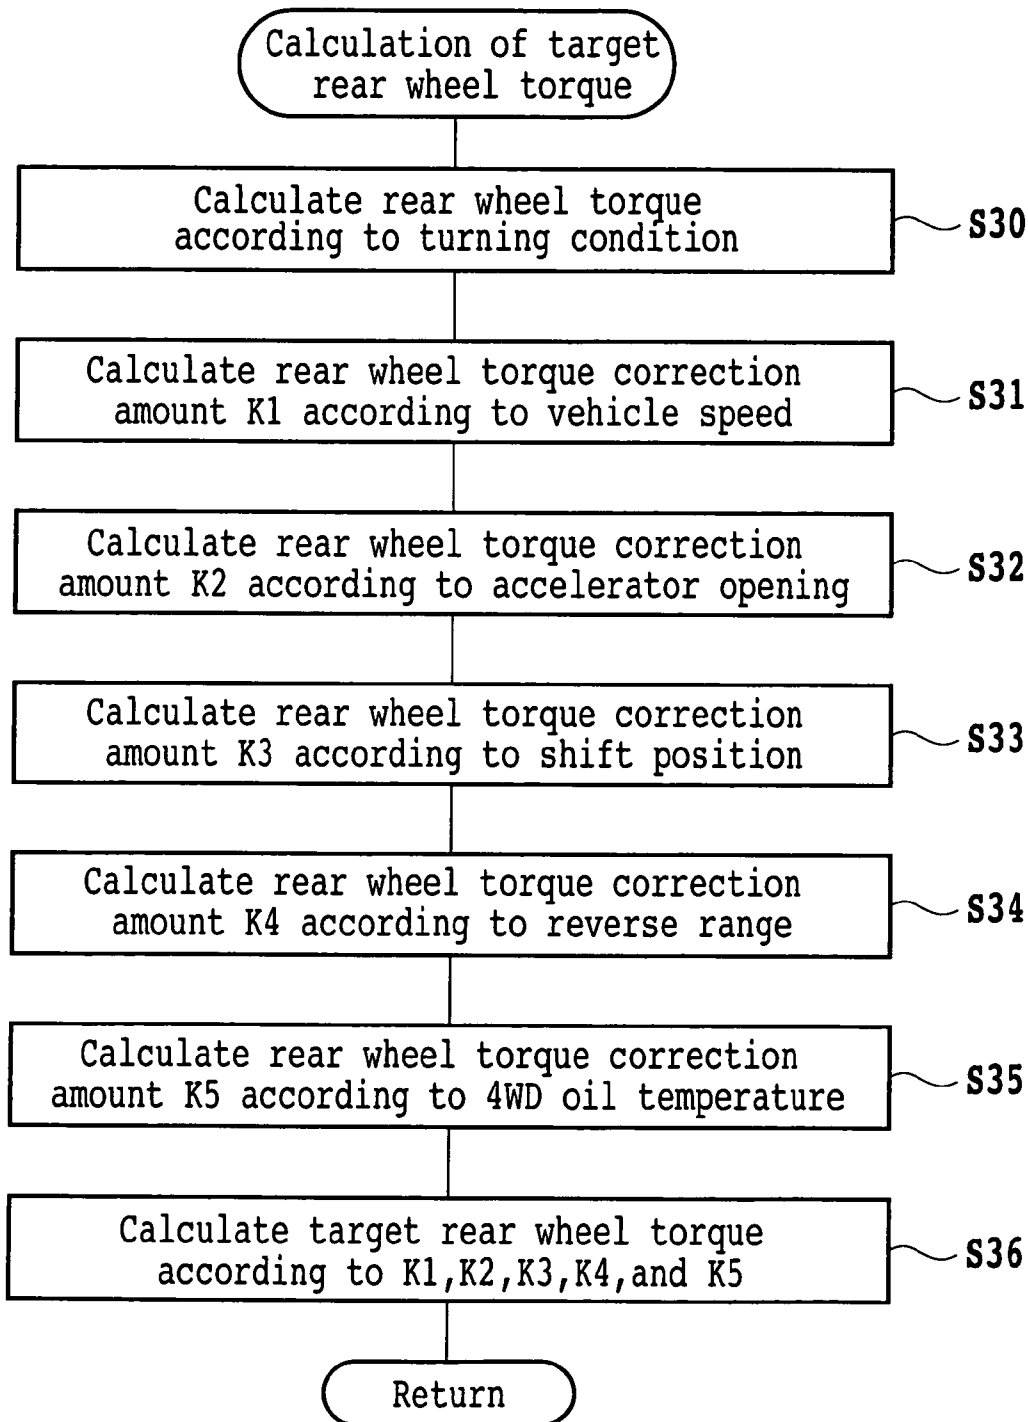 Calculation of target
rear wheel torque
Calculate rear wheel torque
according to turning condition
S30
Calculate rear wheel torque correction
amount K1 according to vehicle speed
S31
Calculate rear wheel torque correction
amount K2 according to accelerator opening
S32
Calculate rear wheel torque correction
amount K3 according to shift position
S33
Calculate rear wheel torque correction
amount K4 according to reverse range
S34
Calculate rear wheel torque correction
amount K5 according to 4WD oil temperature
S35
Calculate target rear wheel torque
according to K1,K2,K3,K4,and K5
S36
Return